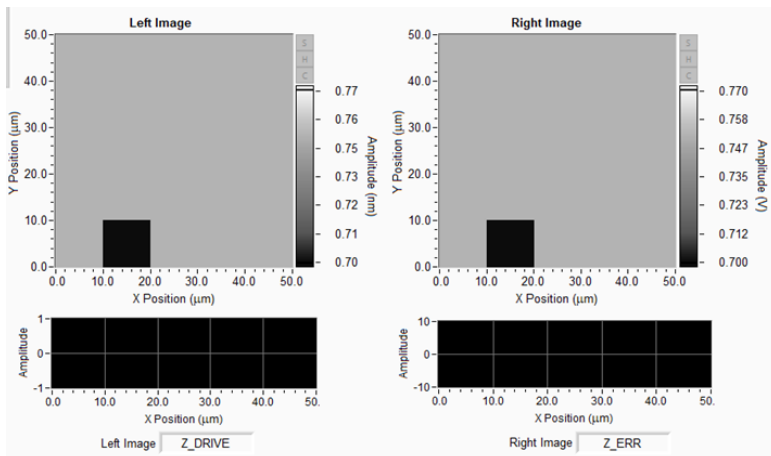 Left Image
50.0
40.0
30.0
20.0
10.0
0.0
Y Position (µm)
0.0 10.0 20.0 30.0 40.0 50.0
X Position (µm)
S
H
C
0.77
0.76
0.75
0.73
0.72
0.71
0.70
Amplitude (nm)
Right Image
50.0
40.0
30.0
20.0
10.0
0.0
Y Position (µm)
0.0 10.0 20.0 30.0 40.0 50.0
X Position (µm)
S
H
C
0.770
0.758
0.747
0.735
0.723
0.712
0.700
Amplitude (V)
1
0
-1
Amplitude
0.0 10.0 20.0 30.0 40.0 50.
X Position (µm)
Left Image Z_DRIVE
10
0
-10
Amplitude
0.0 10.0 20.0 30.0 40.0 50.
X Position (µm)
Right Image Z_ERR